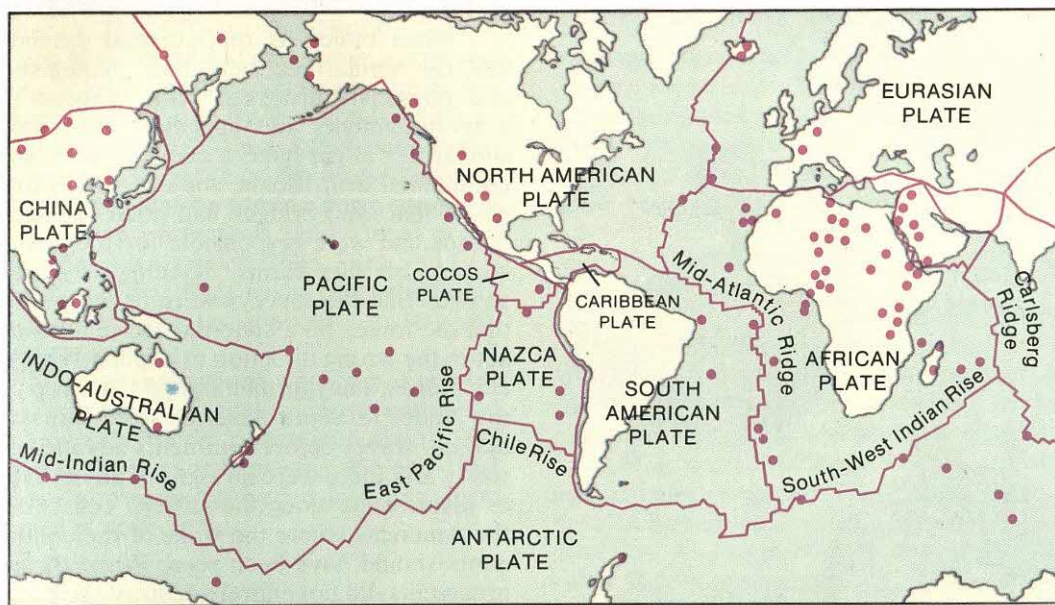 EURASIAN
PLATE
NORTH AMERICAN
PLATE
CHINA
PLATE
PACIFIC
PLATE
COCOS
PLATE
CARIBBEAN
PLATE
Mid-Atlantic
Ridge
Carlsberg
Ridge
AFRICAN
PLATE
NAZCA
PLATE
SOUTH
AMERICAN
PLATE
INDO-AUSTRALIAN
PLATE
Mid-Indian Rise
East Pacific Rise
Chile Rise
South-West Indian Rise
ANTARCTIC
PLATE